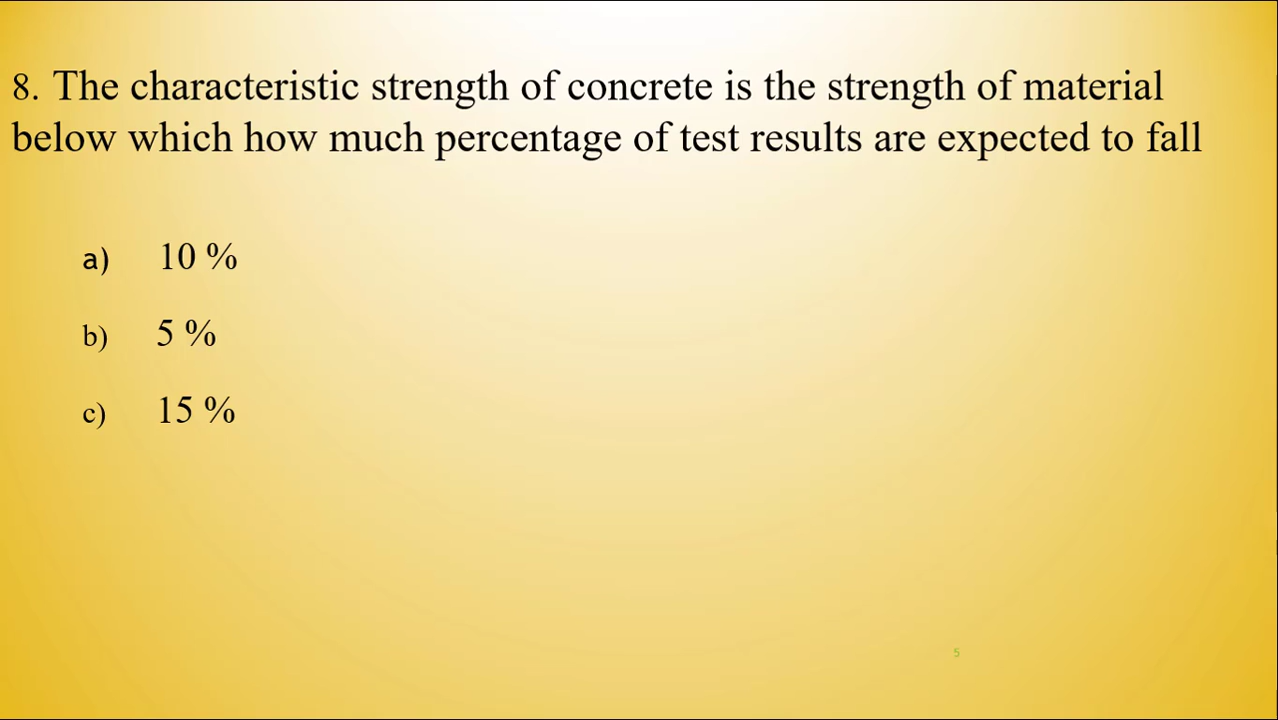 8. The characteristic strength of concrete is the strength of material
below which how much percentage of test results are expected to fall
a) 10 %
b) 5 %
c) 15 %
5